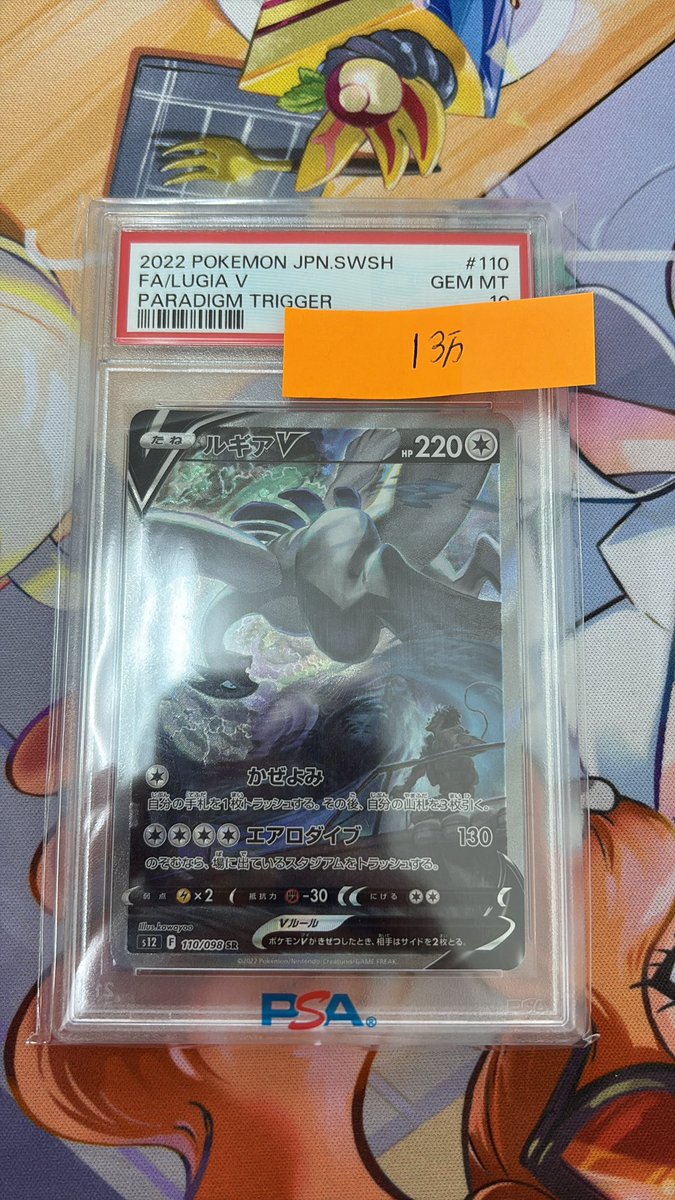 2022 POKEMON JPN.SWSH #110
FA/LUGIA V GEM MT
PARADIGM TRIGGER 10
13万
たね ルギアV HP 220
かぜよみ
自分の手札を1枚トラッシュする。その後、自分の山札を3枚引く。
エアロダイブ 130
のぞむなら、場に出ているスタジアムをトラッシュする。
弱点 ×2 抵抗力 -30 にげる
Illus.kawayoo
Vルール
s12 F 110/098 SR ポケモンVがきぜつしたとき、相手はサイドを2枚とる。
©2022 Pokémon/Nintendo/Creatures/GAME FREAK.
PSA® PSA